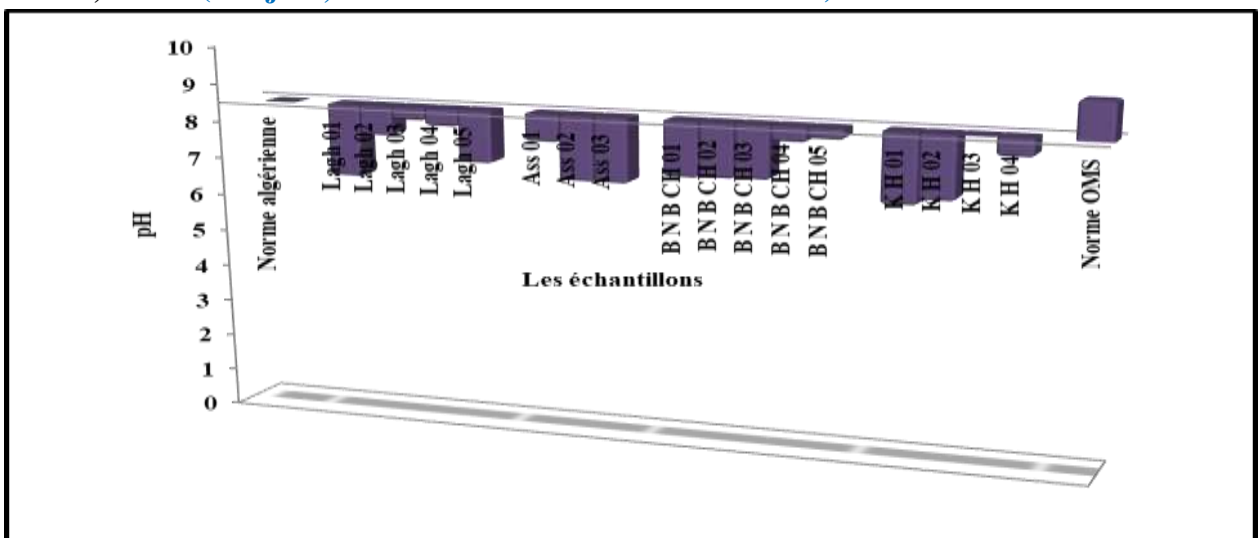 10
9
8
7
6
5
4
3
2
1
0
pH
Norme algérienne
Lagh 01
Lagh 02
Lagh 03
Lagh 04
Lagh 05
Ass 01
Ass 02
Ass 03
B N B CH 01
B N B CH 02
B N B CH 03
B N B CH 04
B N B CH 05
K H 01
K H 02
K H 03
K H 04
Norme OMS
Les échantillons